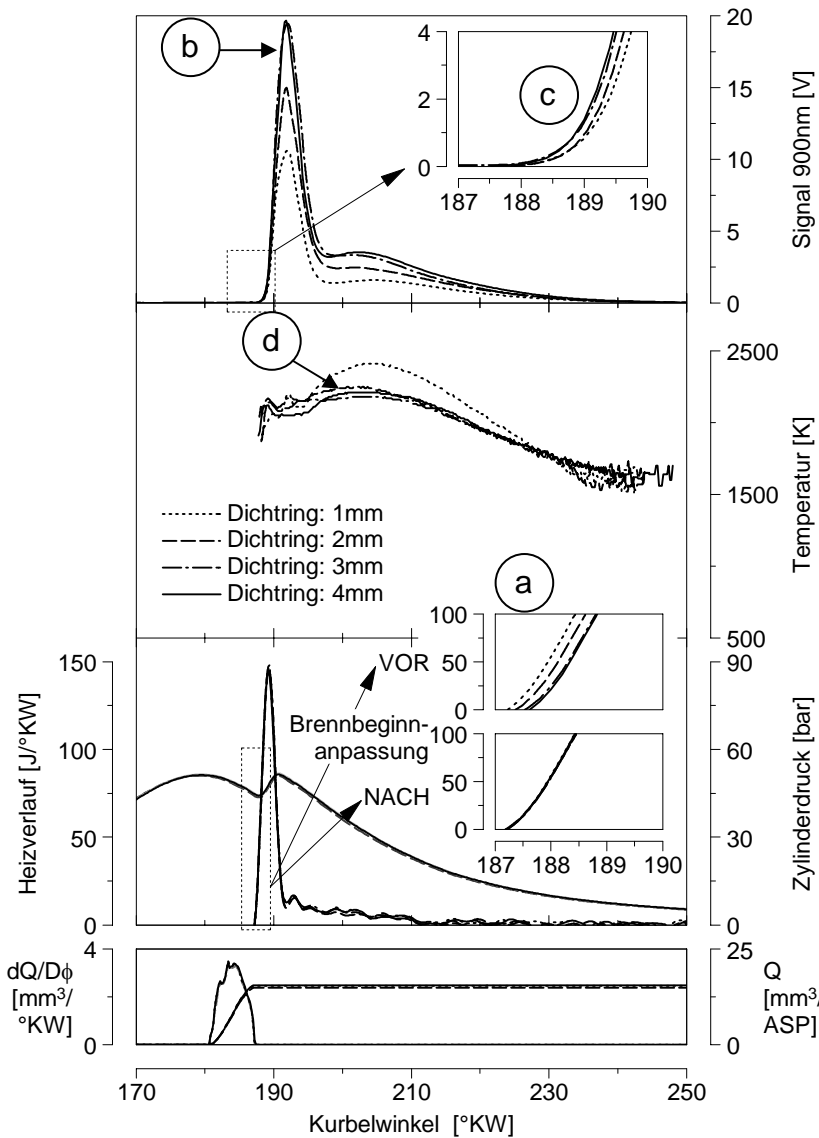 20
15
10
5
0
Signal 900nm [V]
b
c
4
2
0
187 188 189 190
d
2500
1500
500
Temperatur [K]
Dichtring: 1mm
Dichtring: 2mm
Dichtring: 3mm
Dichtring: 4mm
a
100
50
0
100
50
0
187 188 189 190
VOR
Brennbeginn-
anpassung
NACH
150
100
50
0
Heizverlauf [J/°KW]
90
60
30
0
Zylinderdruck [bar]
4
0
dQ/Dϕ
[mm³/
°KW]
25
0
Q
[mm³/
ASP]
170 190 210 230 250
Kurbelwinkel [°KW]